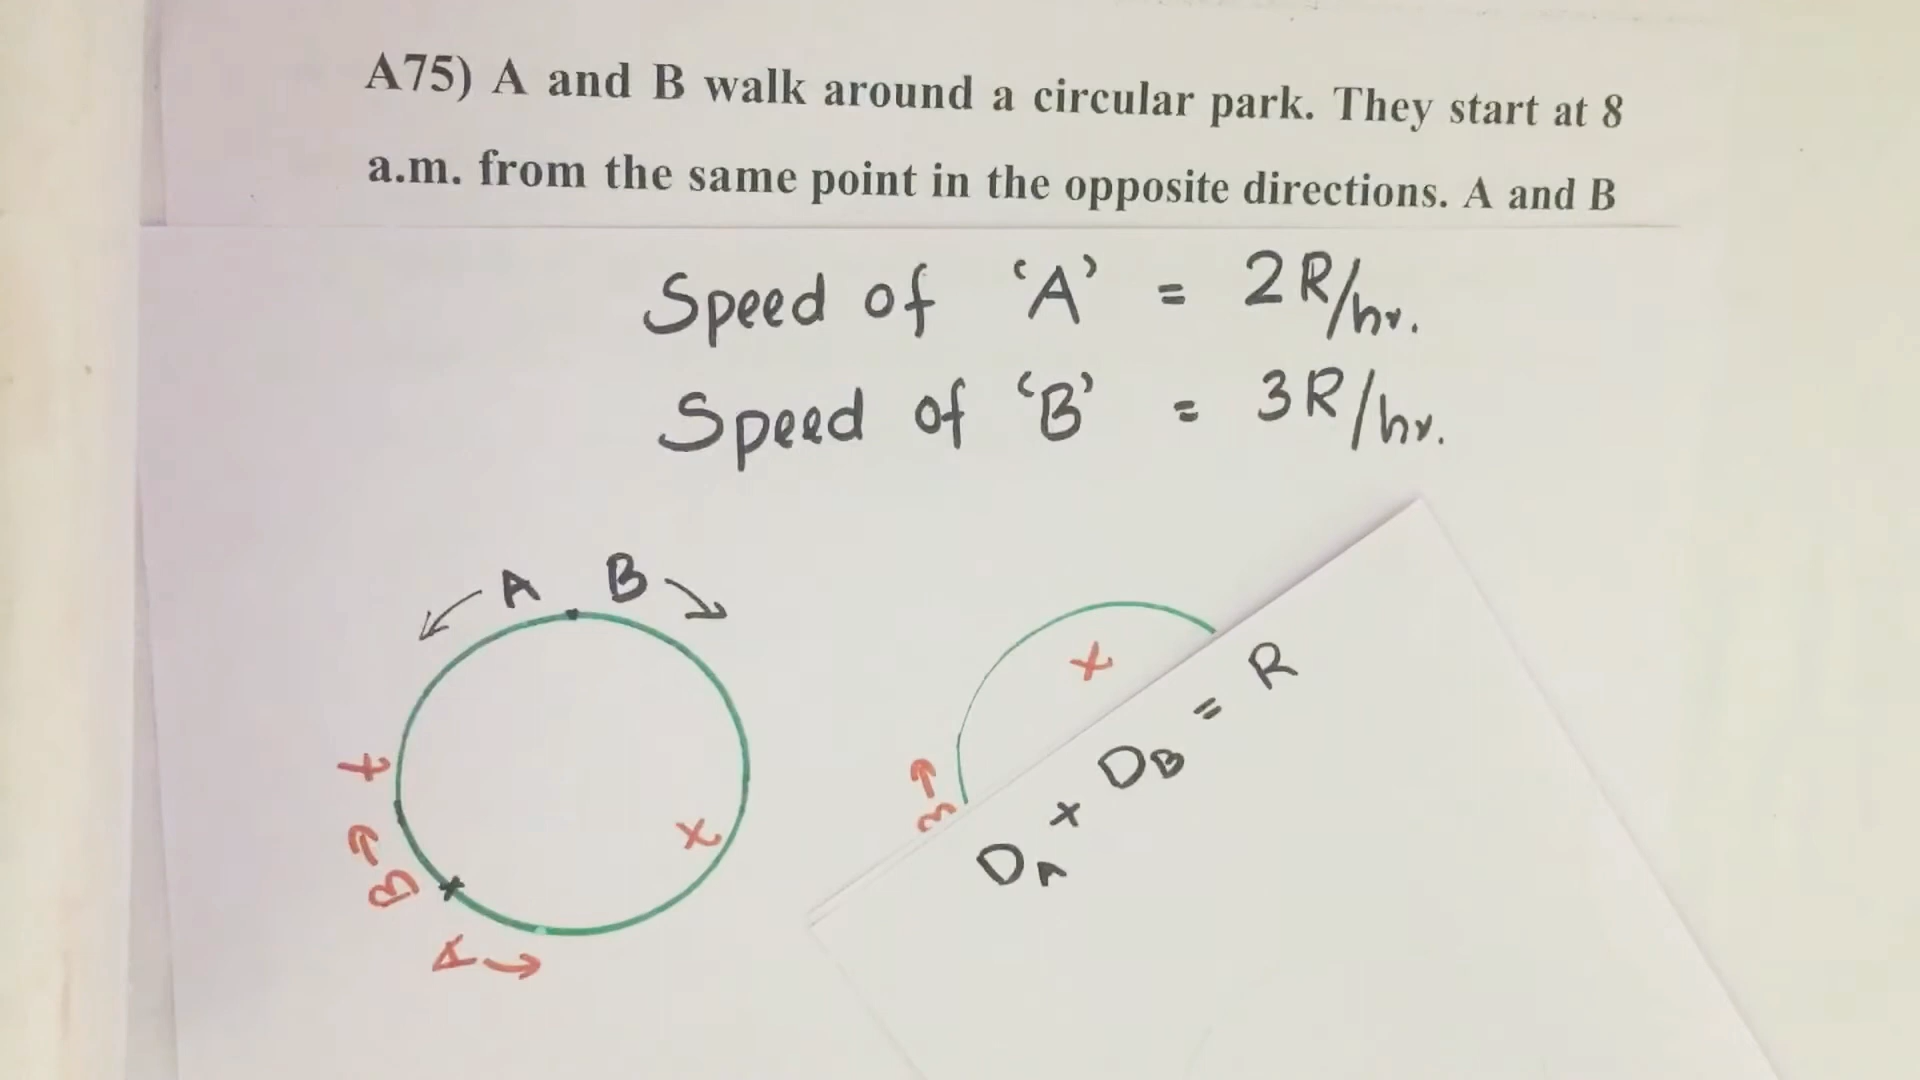 A75) A and B walk around a circular park. They start at 8
a.m. from the same point in the opposite directions. A and B
Speed of 'A' = 2R/hr.
Speed of 'B' = 3R/hr.
A B
x
x
B
A
x
B
DA x DB = R